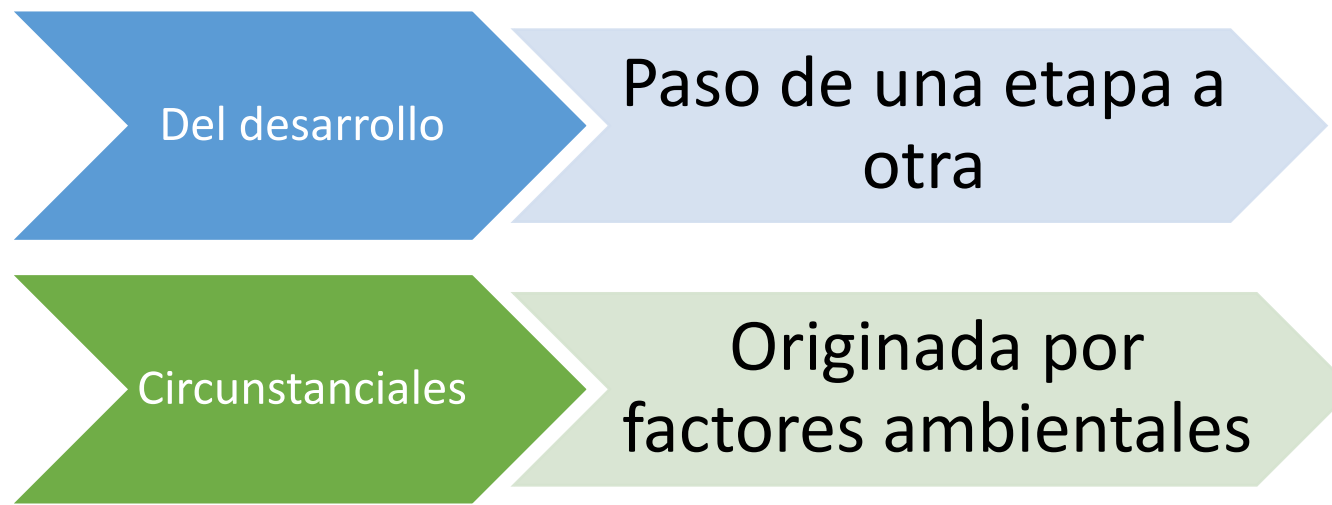 Del desarrollo
Paso de una etapa a
otra
Circunstanciales
Originada por
factores ambientales